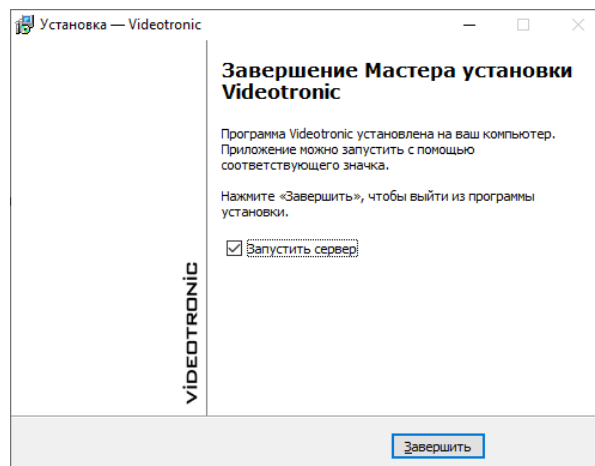 Установка — Videotronic
Завершение Мастера установки
Videotronic
Программа Videotronic установлена на ваш компьютер.
Приложение можно запустить с помощью
соответствующего значка.
Нажмите «Завершить», чтобы выйти из программы
установки.
Запустить сервер
ViDEOTRONiC
Завершить